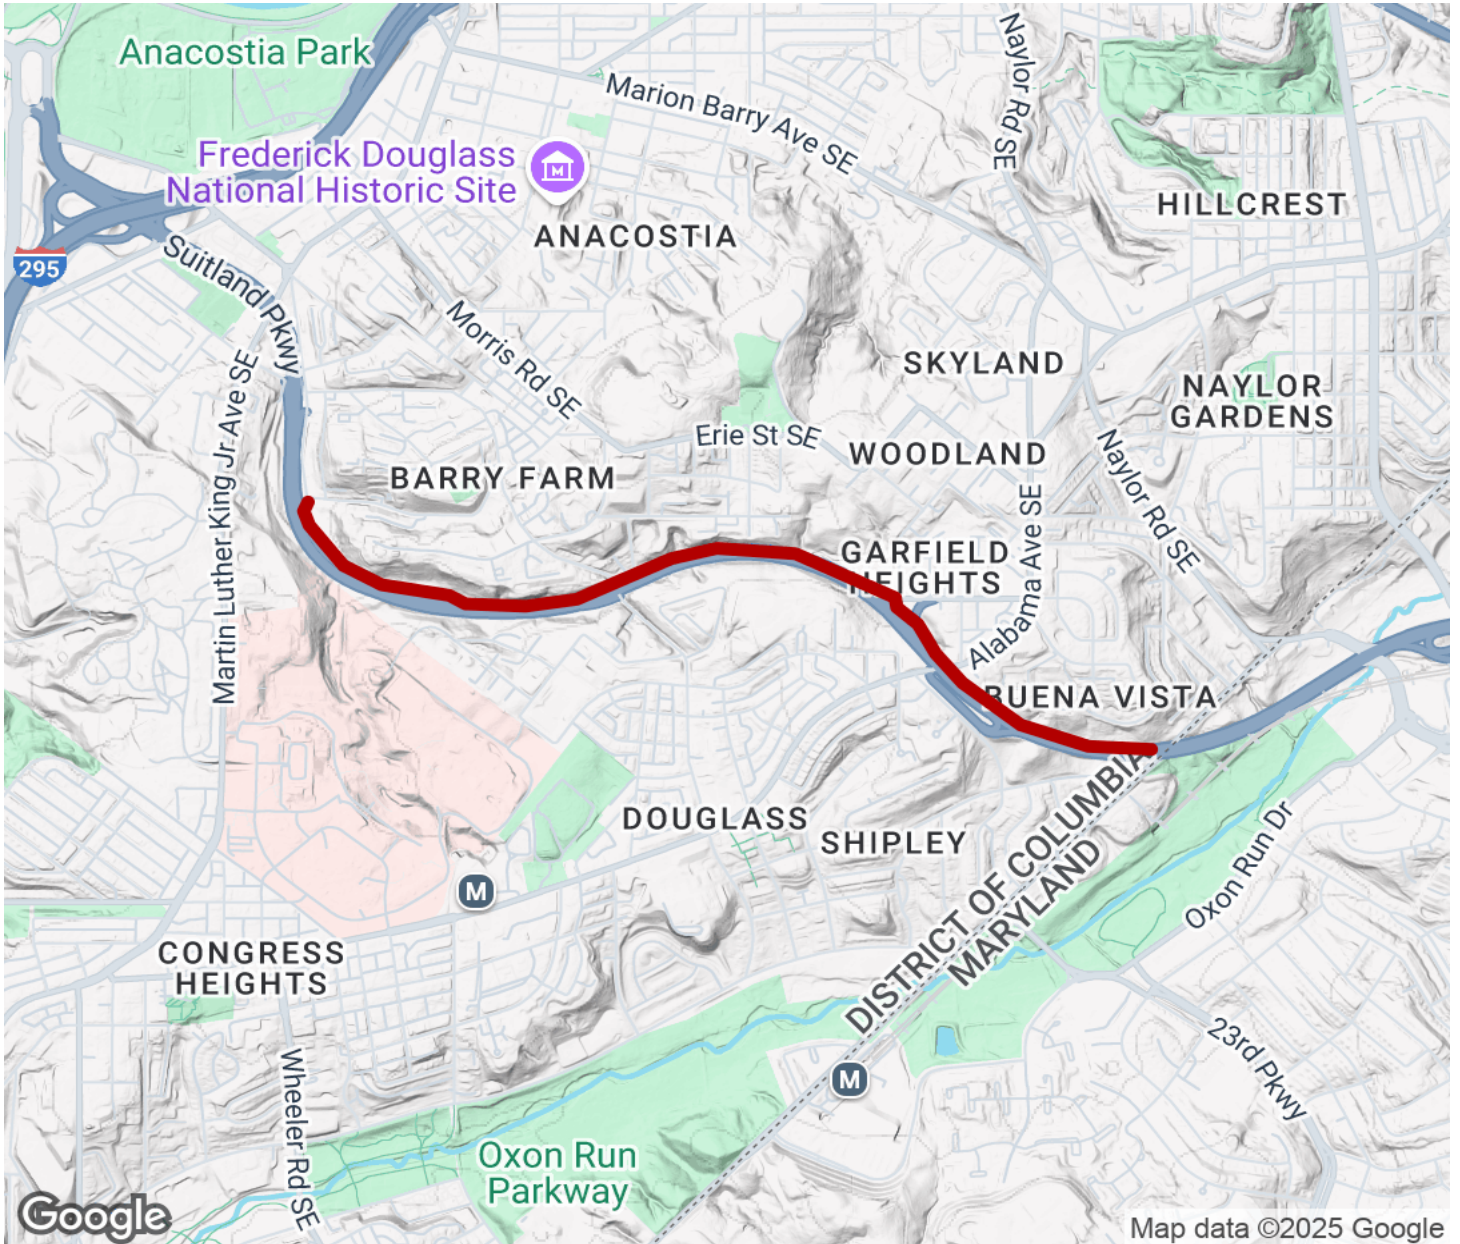 Anacostia Park
Naylor Rd SE
Marion Barry Ave SE
Frederick Douglass
National Historic Site
M
HILLCREST
ANACOSTIA
295
Suitland Pkwy
Morris Rd SE
SKYLAND
NAYLOR
GARDENS
Martin Luther King Jr Ave SE
Erie St SE
WOODLAND
Naylor Rd SE
BARRY FARM
Alabama Ave SE
GARFIELD
HEIGHTS
BUENA VISTA
DOUGLASS
SHIPLEY
DISTRICT OF COLUMBIA
MARYLAND
Oxon Run Dr
M
CONGRESS
HEIGHTS
23rd Pkwy
Wheeler Rd SE
M
Oxon Run
Parkway
Google
Map data ©2025 Google